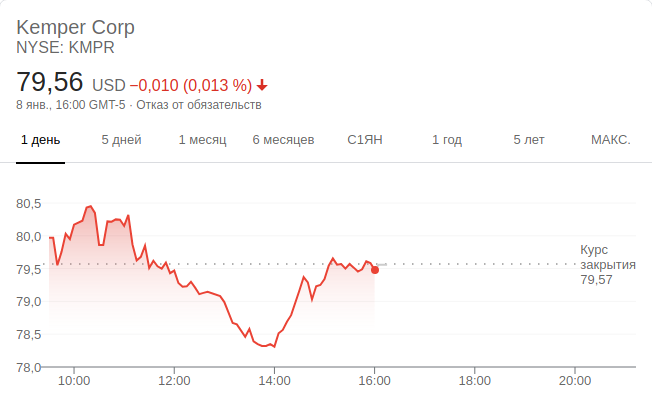 Kemper Corp
NYSE: KMPR
79,56 USD −0,010 (0,013 %)
8 янв., 16:00 GMT-5 · Отказ от обязательств
1 день 5 дней 1 месяц 6 месяцев С1ЯН 1 год 5 лет МАКС.
80,5
80,0
79,5
79,0
78,5
78,0
Курс
закрытия
79,57
10:00 12:00 14:00 16:00 18:00 20:00